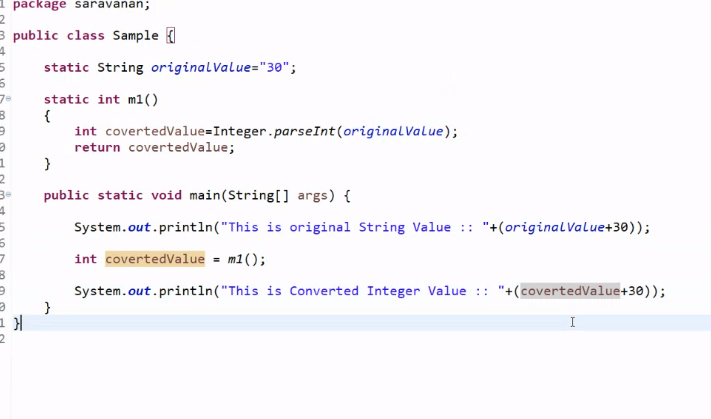 1 package saravanan;
2
3 public class Sample {
4
5 static String originalValue="30";
6
7 static int m1()
8 {
9 int covertedValue=Integer.parseInt(originalValue);
0 return covertedValue;
1 }
2
3 public static void main(String[] args) {
4
5 System.out.println("This is original String Value :: "+(originalValue+30));
6
7 int covertedValue = m1();
8
9 System.out.println("This is Converted Integer Value :: "+(covertedValue+30));
0 }
1 }
2